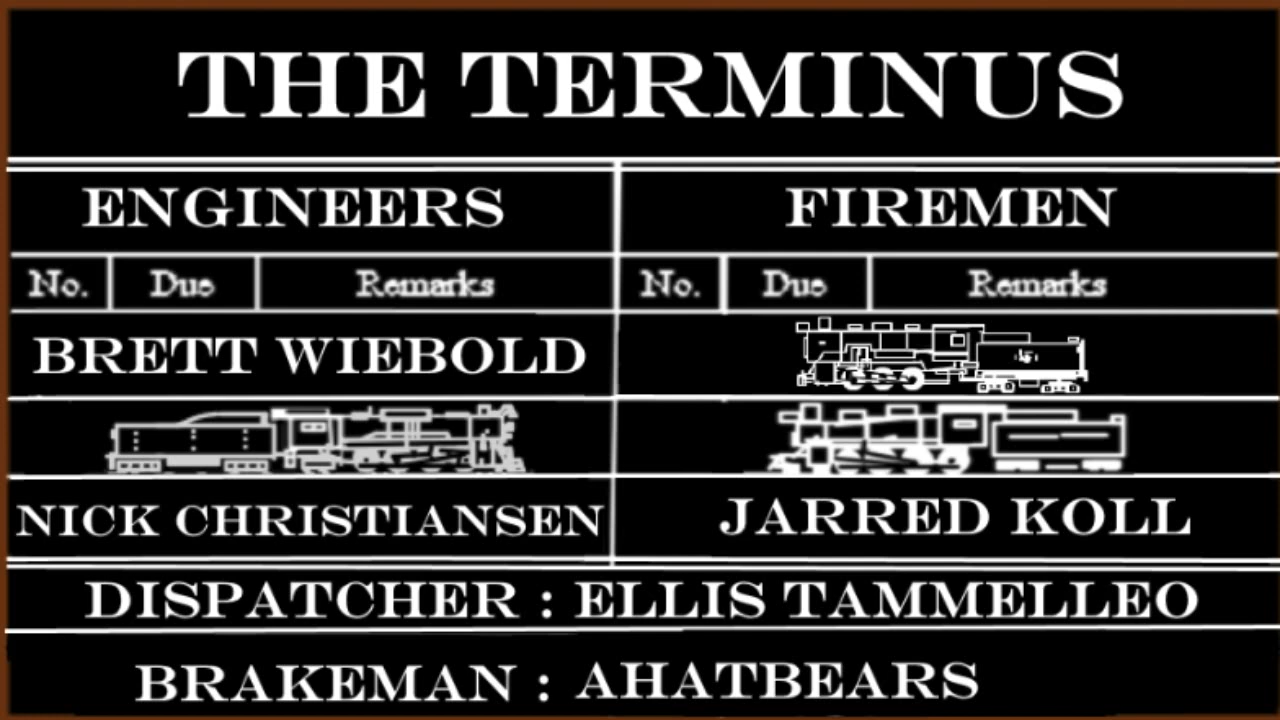 THE TERMINUS
ENGINEERS FIREMEN
No. Due Remarks No. Due Remarks
BRETT WIEBOLD
NICK CHRISTIANSEN JARRED KOLL
DISPATCHER : ELLIS TAMMELLEO
BRAKEMAN : AHATBEARS